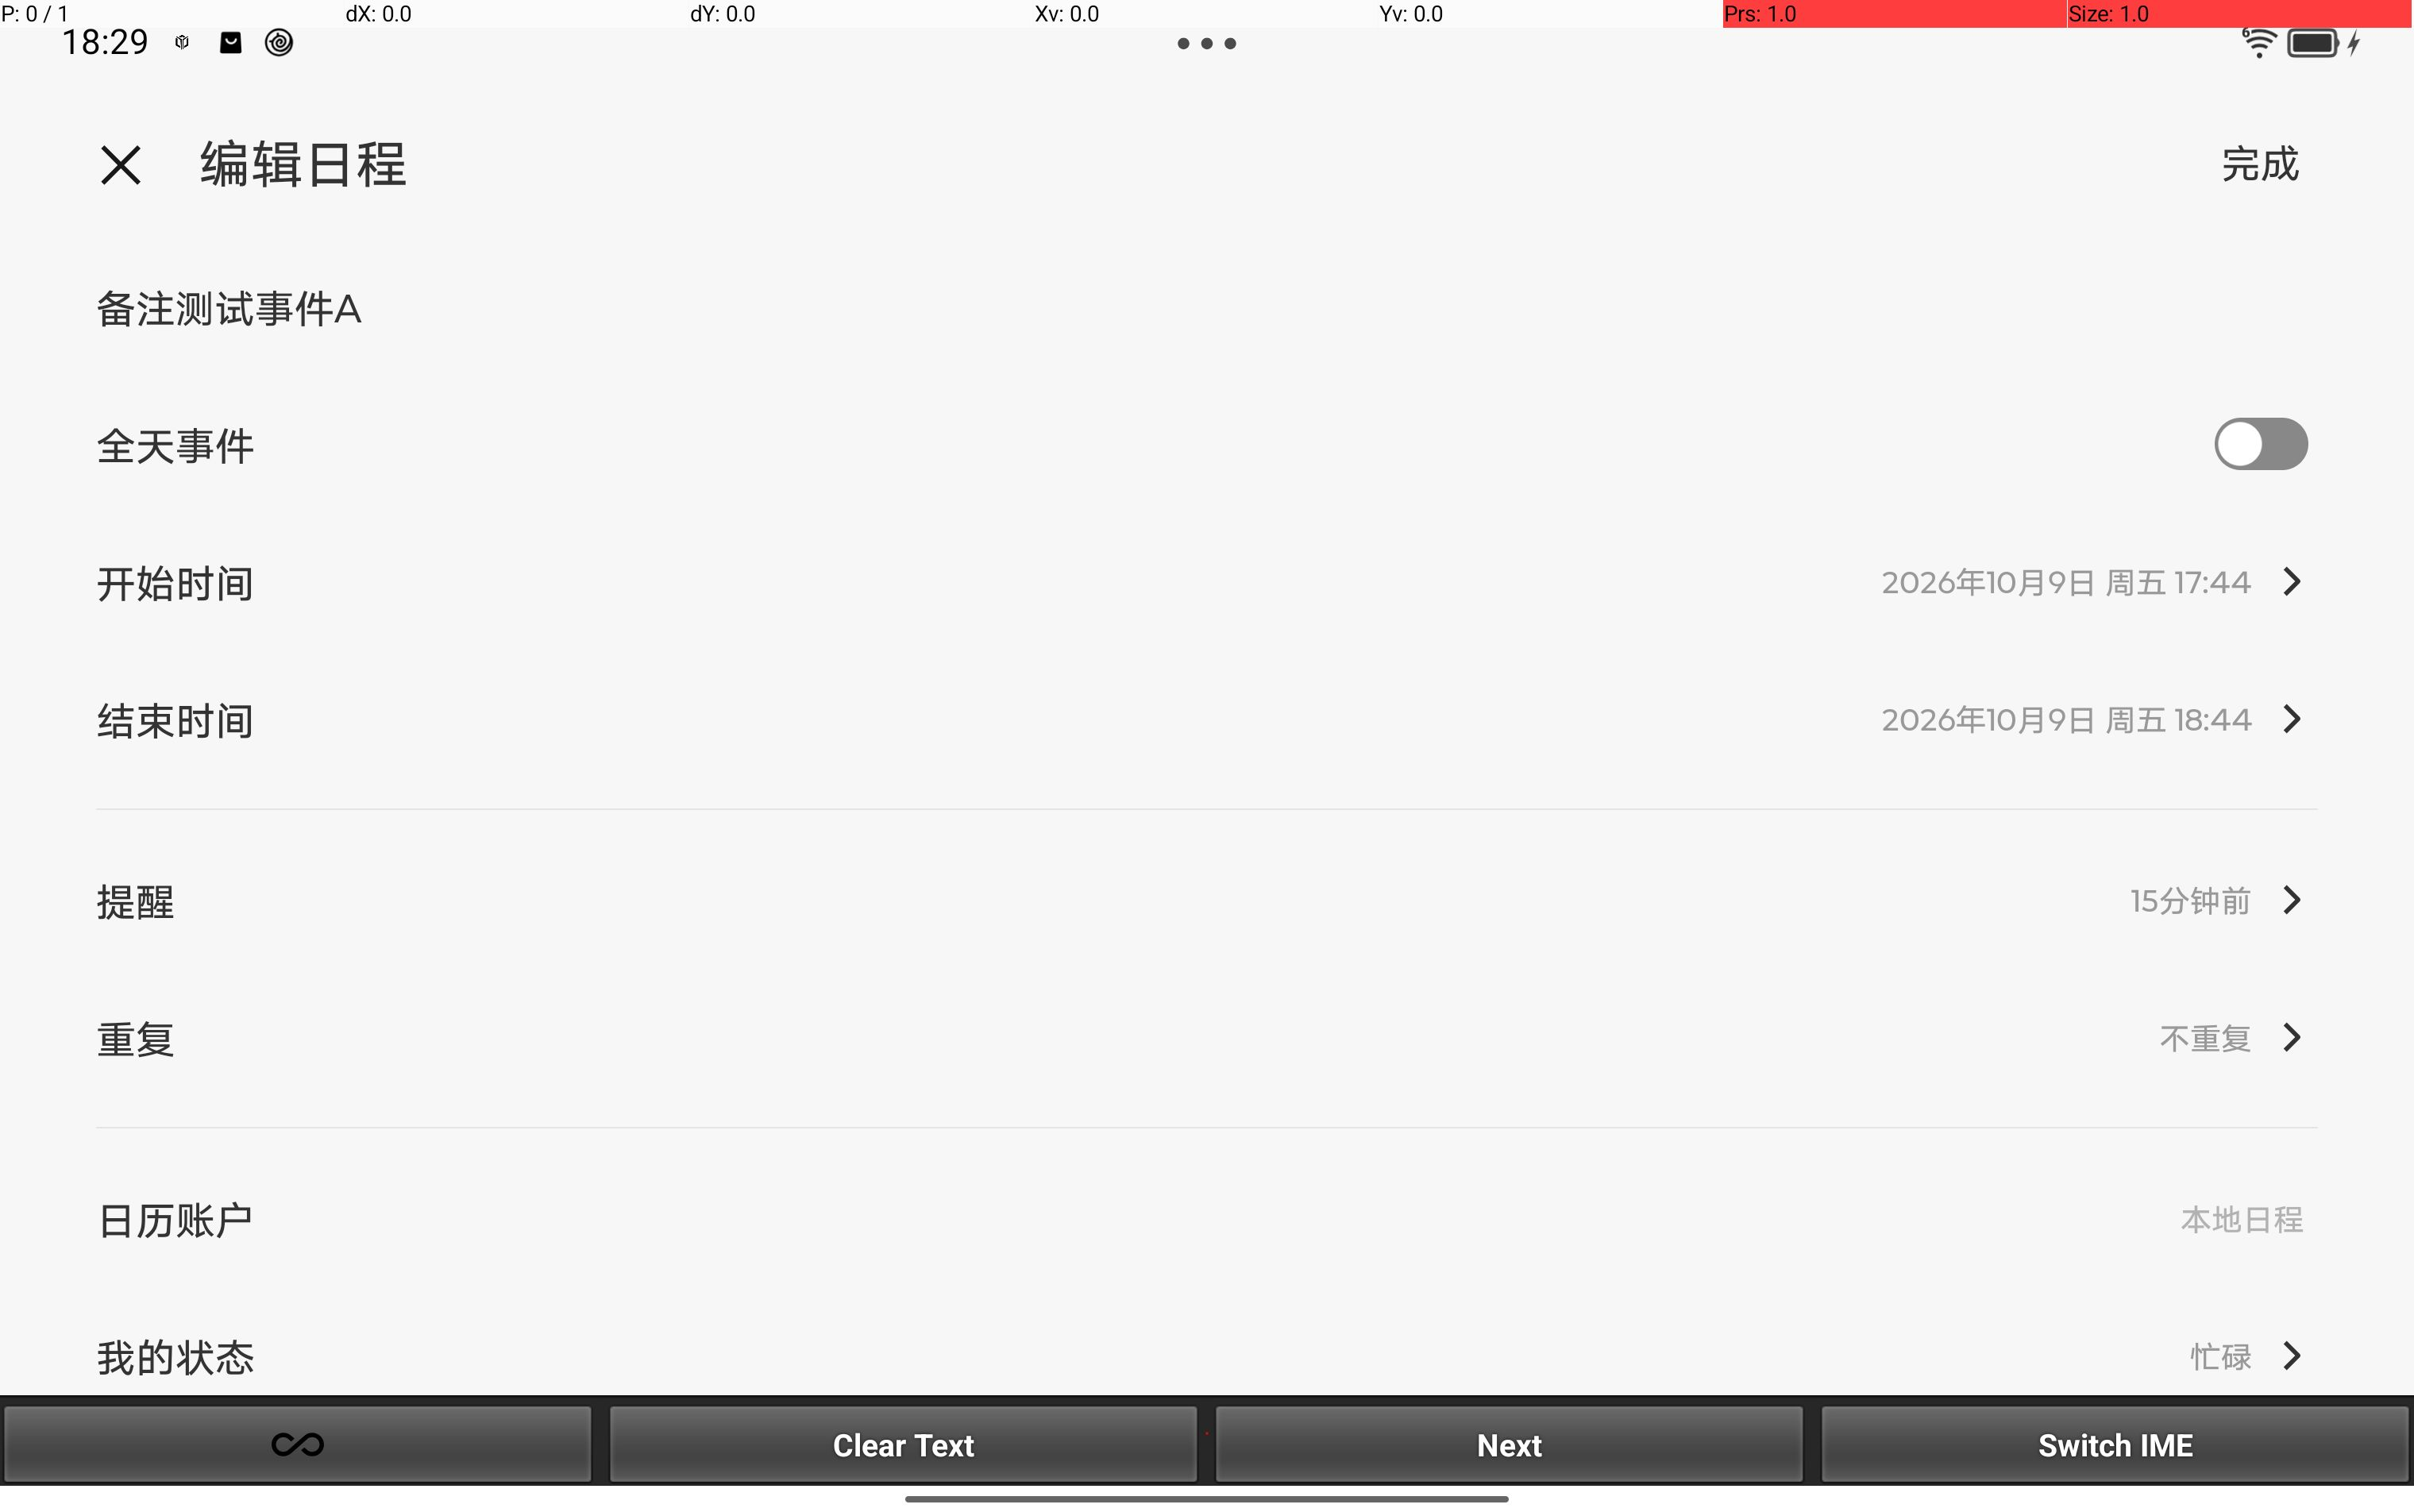 P: 0 / 1 dX: 0.0 dY: 0.0 Xv: 0.0 Yv: 0.0 Prs: 1.0 Size: 1.0
18:29 6
编辑日程 完成
备注测试事件A
全天事件
开始时间 2026年10月9日 周五 17:44
结束时间 2026年10月9日 周五 18:44
提醒 15分钟前
重复 不重复
日历账户 本地日程
我的状态 忙碌
Clear Text Next Switch IME